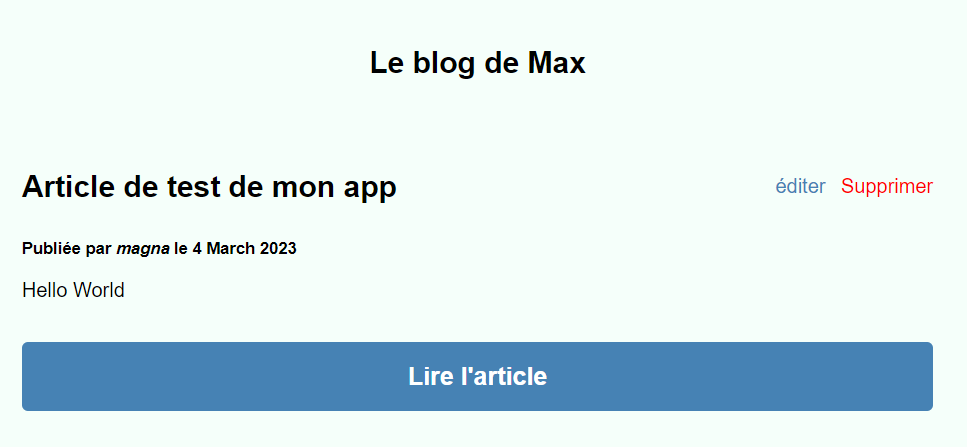 Le blog de Max
Article de test de mon app
éditer Supprimer
Publiée par magna le 4 March 2023
Hello World
Lire l'article